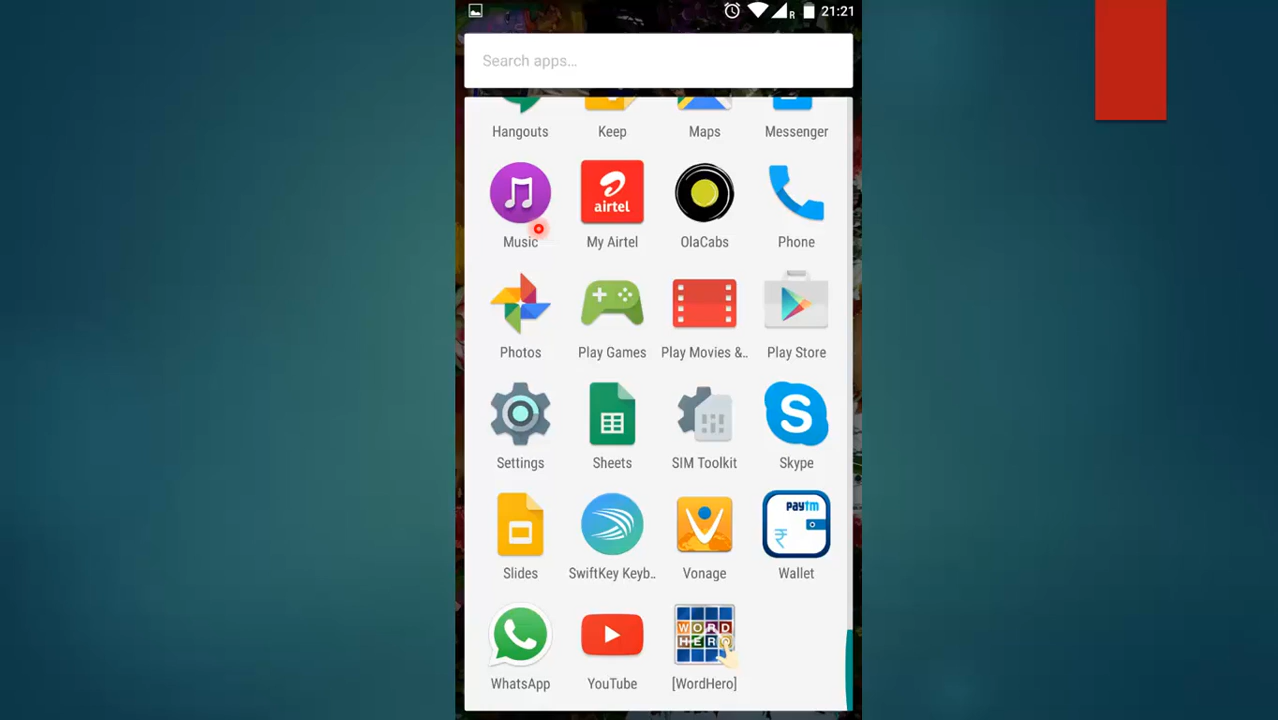 R 21:21
Search apps...
Hangouts Keep Maps Messenger
airtel
Music My Airtel OlaCabs Phone
Photos Play Games Play Movies &.. Play Store
S
Settings Sheets SIM Toolkit Skype
Paytm
₹
Slides SwiftKey Keyb.. Vonage Wallet
WORD
HERO
WhatsApp YouTube [WordHero]